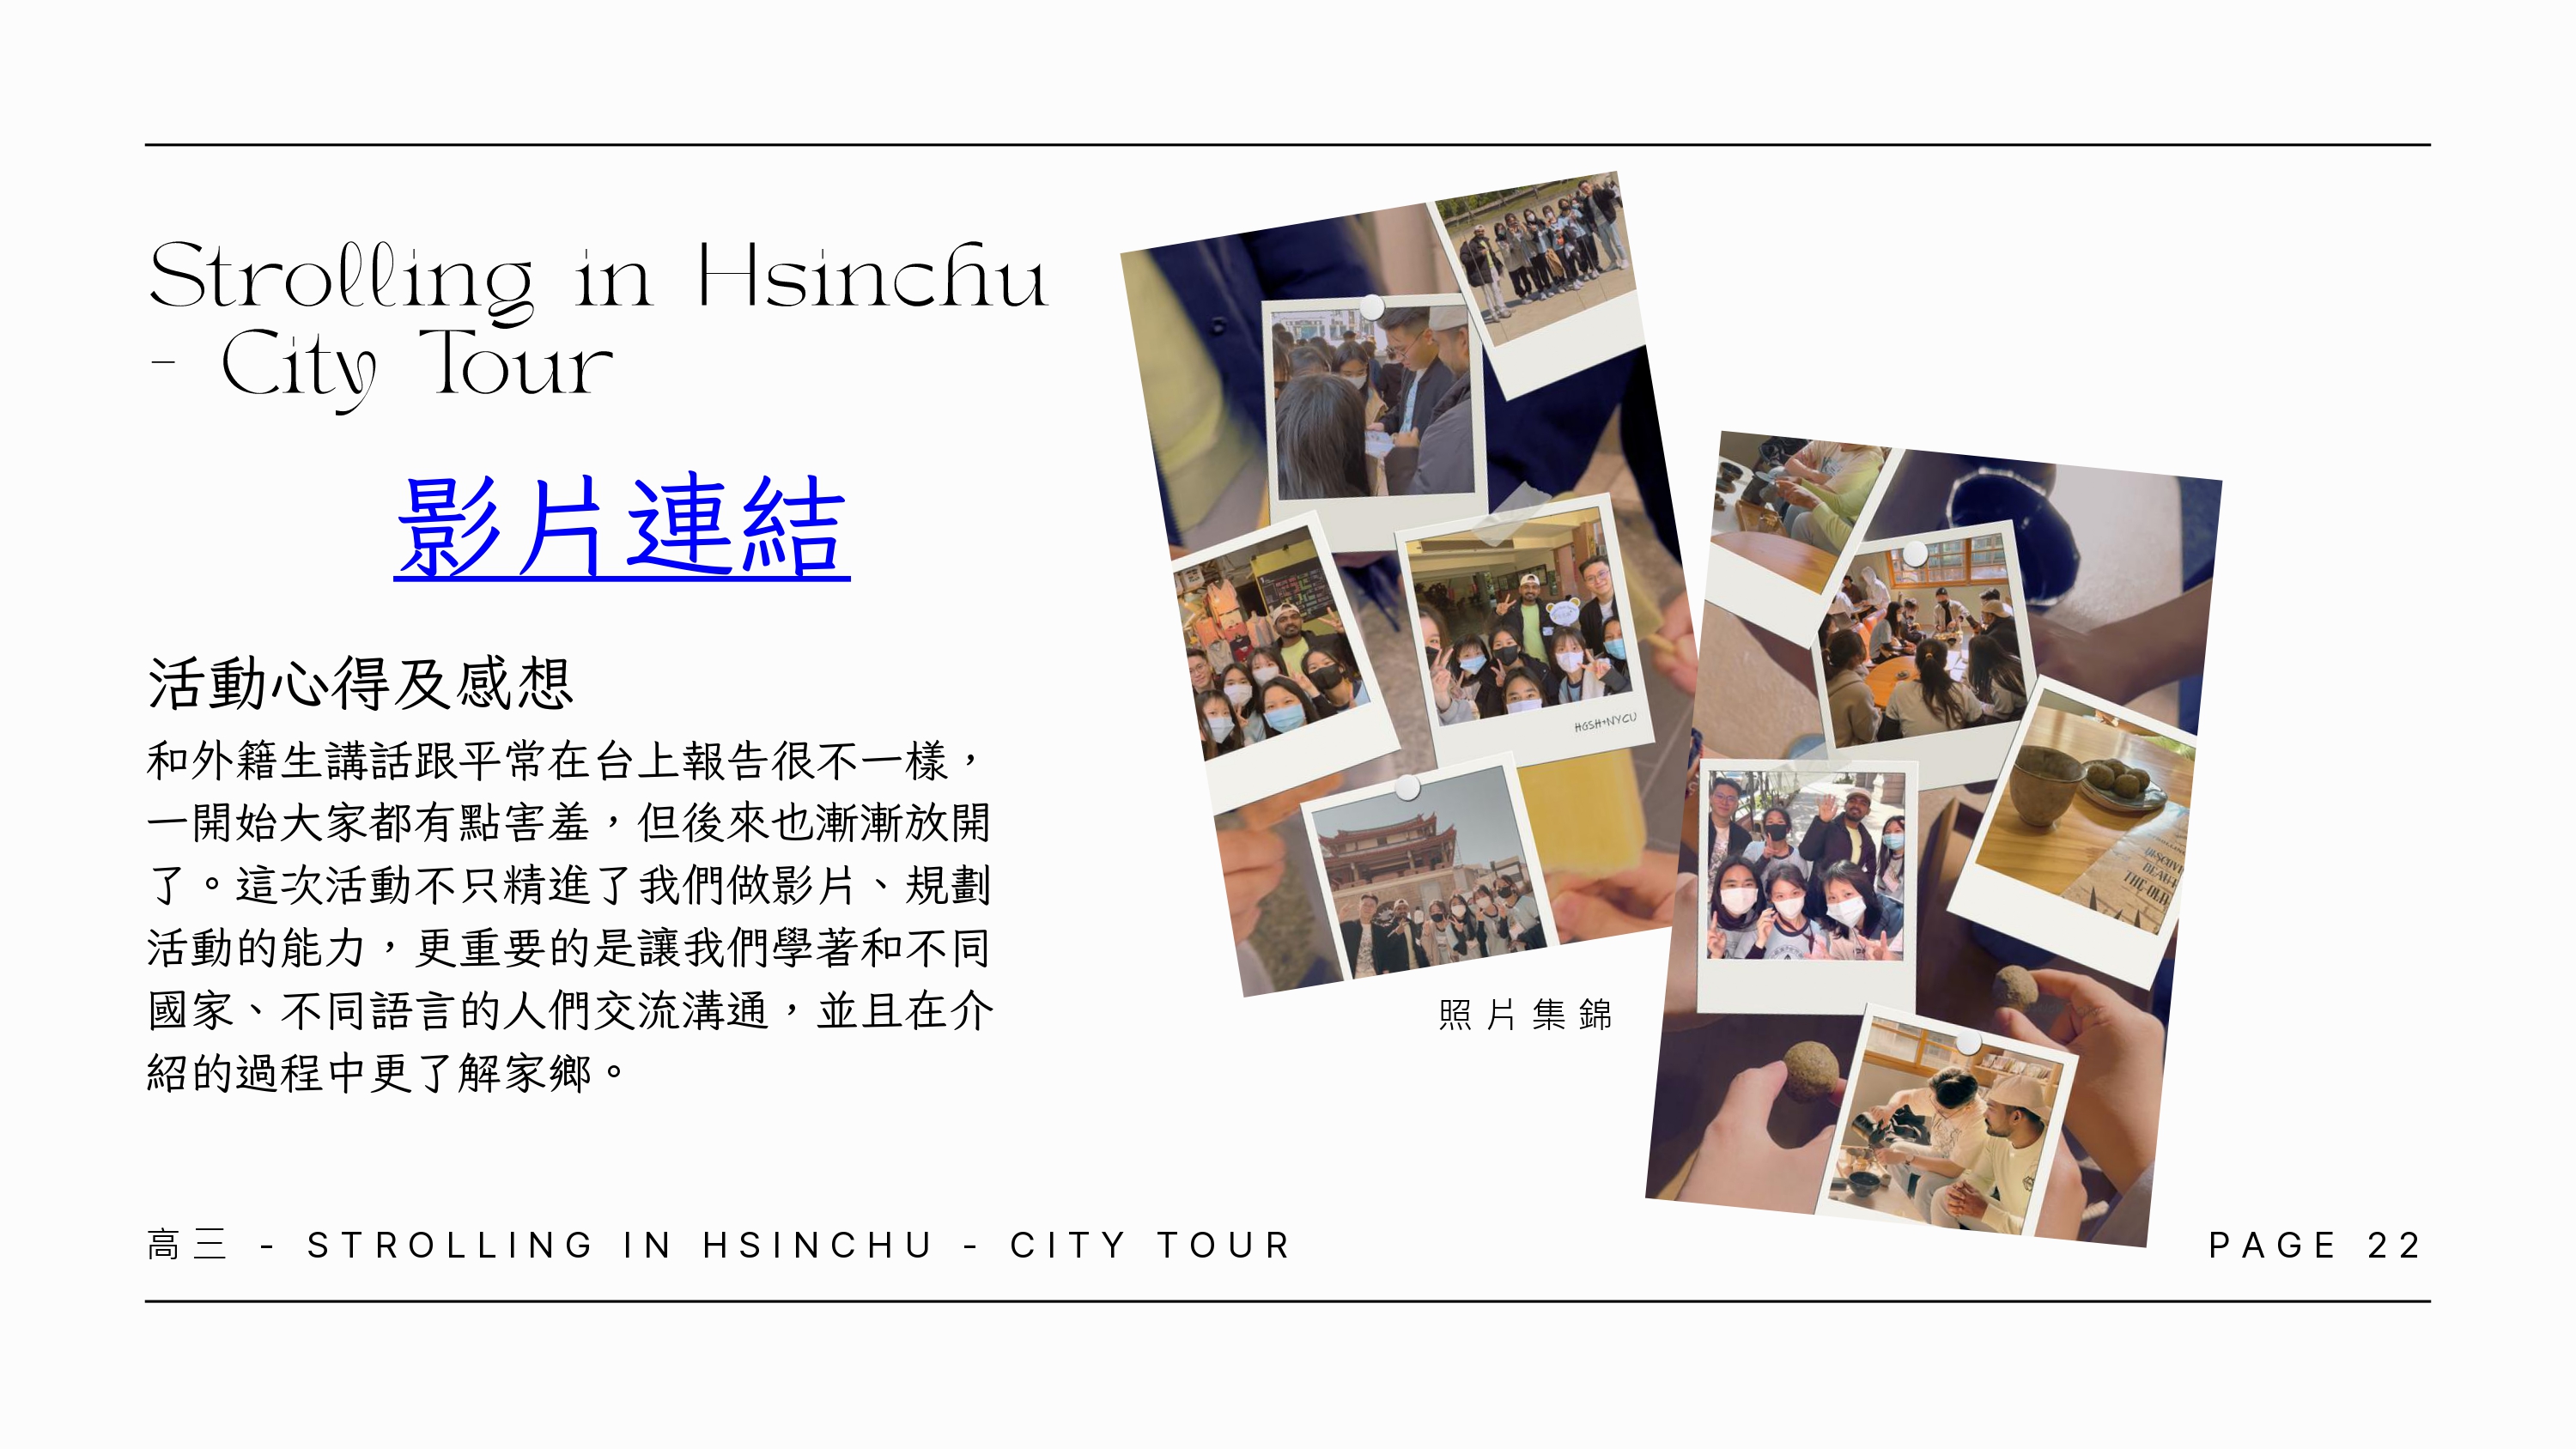 Strolling in Hsinchu
- City Tour
影片連結
活動心得及感想
和外籍生講話跟平常在台上報告很不一樣，
一開始大家都有點害羞，但後來也漸漸放開
了。這次活動不只精進了我們做影片、規劃
活動的能力，更重要的是讓我們學著和不同
國家、不同語言的人們交流溝通，並且在介
紹的過程中更了解家鄉。
HGSH+NYCU
照片集錦
高三 - STROLLING IN HSINCHU - CITY TOUR
PAGE 22